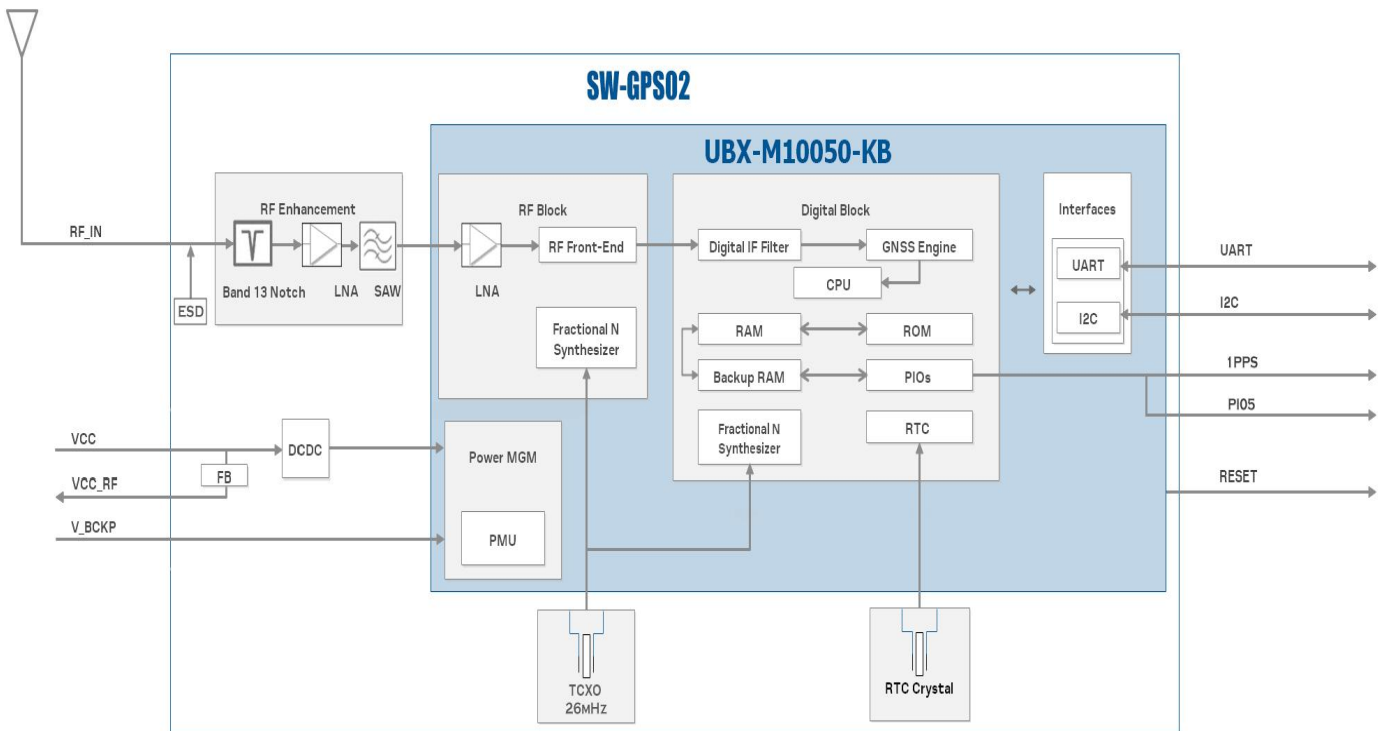 SW-GPS02
UBX-M10050-KB
RF Enhancement
RF Block
Digital Block
Interfaces
RF_IN
RF Front-End
Digital IF Filter
GNSS Engine
UART
UART
Band 13 Notch
LNA
SAW
LNA
CPU
ESD
I2C
I2C
Fractional N
Synthesizer
RAM
ROM
Backup RAM
PIOs
1PPS
PIO5
VCC
DCDC
Power MGM
Fractional N
Synthesizer
RTC
FB
VCC_RF
RESET
V_BCKP
PMU
TCXO
26MHz
RTC Crystal